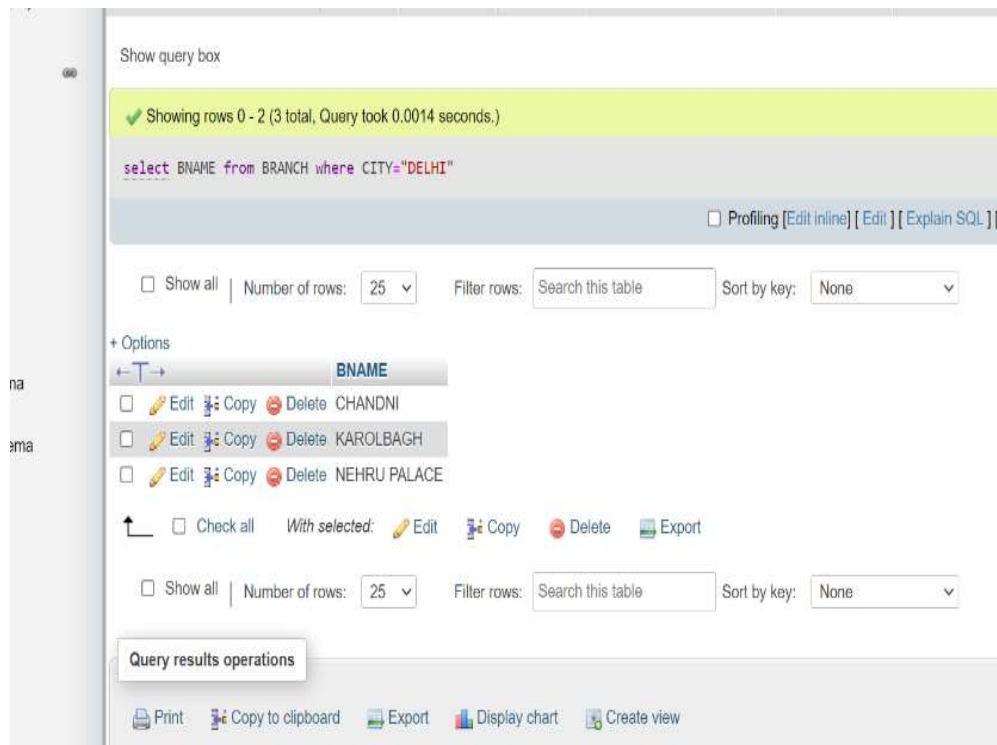 Show query box
Showing rows 0 - 2 (3 total, Query took 0.0014 seconds.)
select BNAME from BRANCH where CITY="DELHI"
Profiling [Edit inline] [ Edit ] [ Explain SQL ] [
Show all | Number of rows: 25 Filter rows: Search this table Sort by key: None
+ Options
←T→ BNAME
na
Edit Copy Delete CHANDNI
Edit Copy Delete KAROLBAGH
ema
Edit Copy Delete NEHRU PALACE
Check all With selected: Edit Copy Delete Export
Show all | Number of rows: 25 Filter rows: Search this table Sort by key: None
Query results operations
Print Copy to clipboard Export Display chart Create view